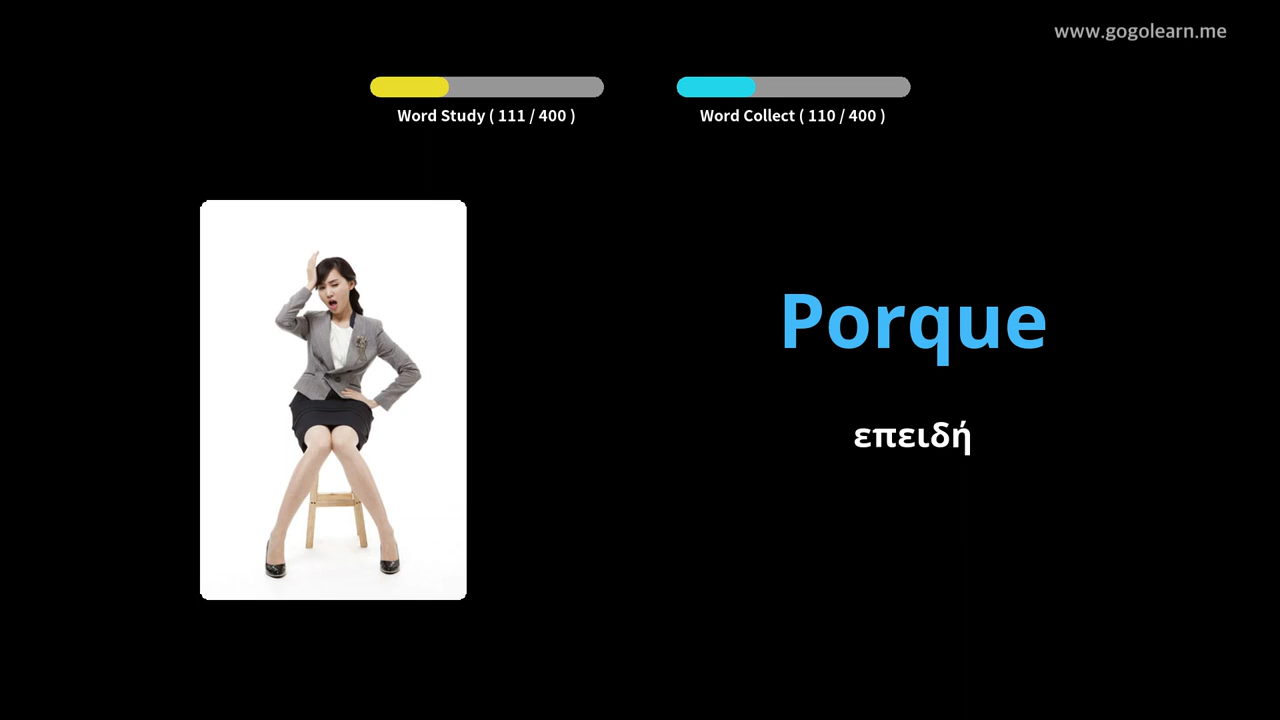 www.gogolearn.me
Word Study ( 111 / 400 )
Word Collect ( 110 / 400 )
Porque
επειδή